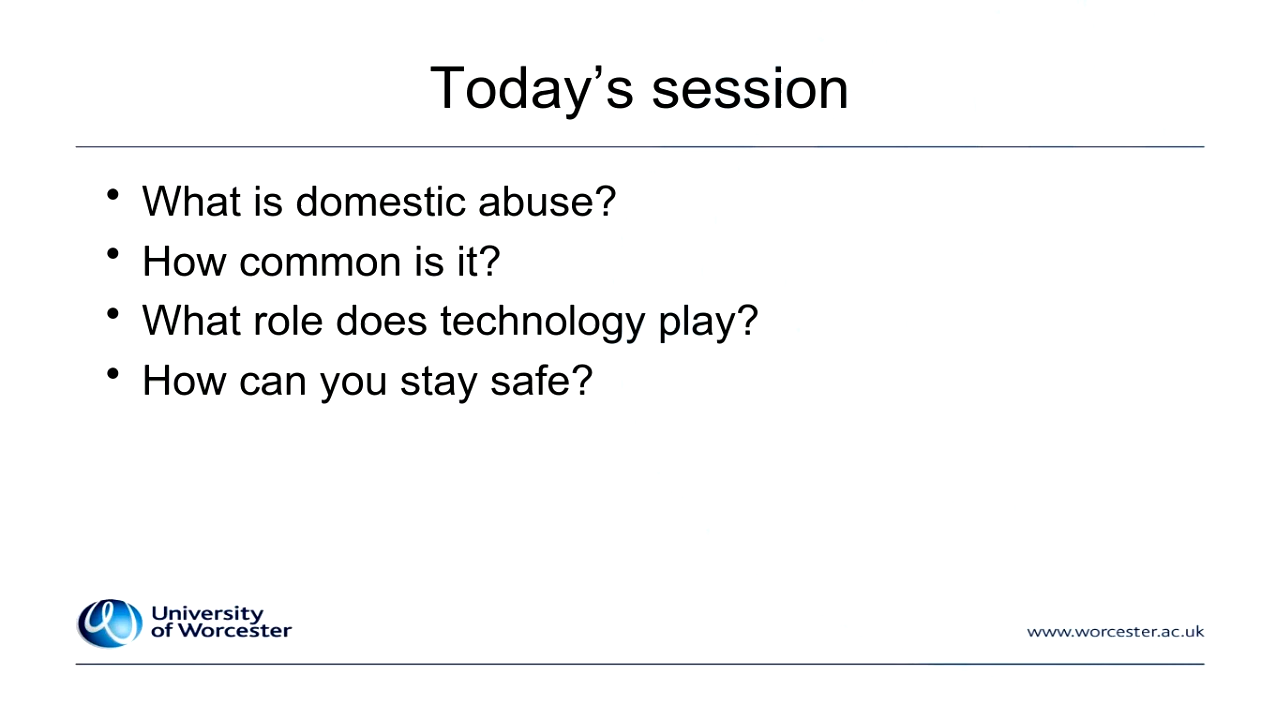 Today’s session
• What is domestic abuse?
• How common is it?
• What role does technology play?
• How can you stay safe?
University
of Worcester
www.worcester.ac.uk